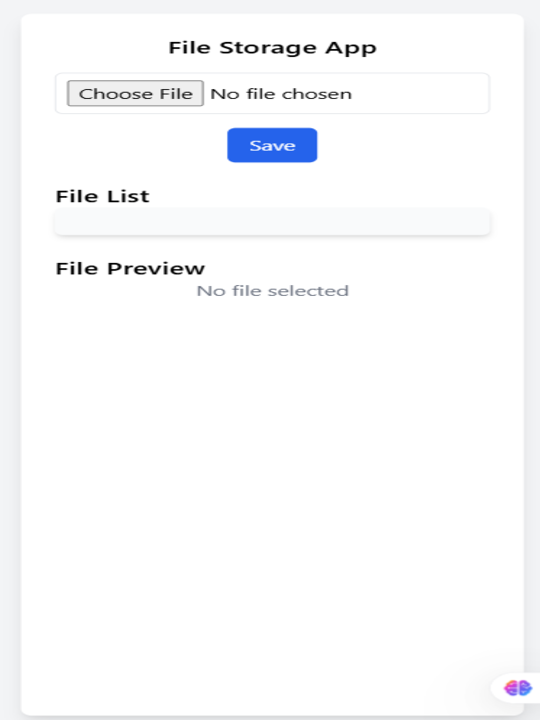 File Storage App
Choose File No file chosen
Save
File List
File Preview
No file selected